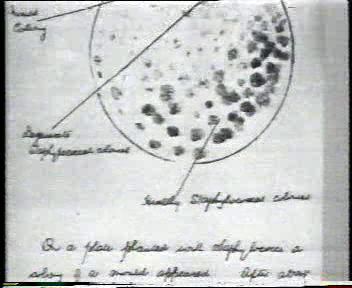 Mould
Colony
Degenerate
Staphylococcus colonies
Healthy Staphylococcus colonies
On a plate planted with staphylococci a
colony of a mould appeared. After about